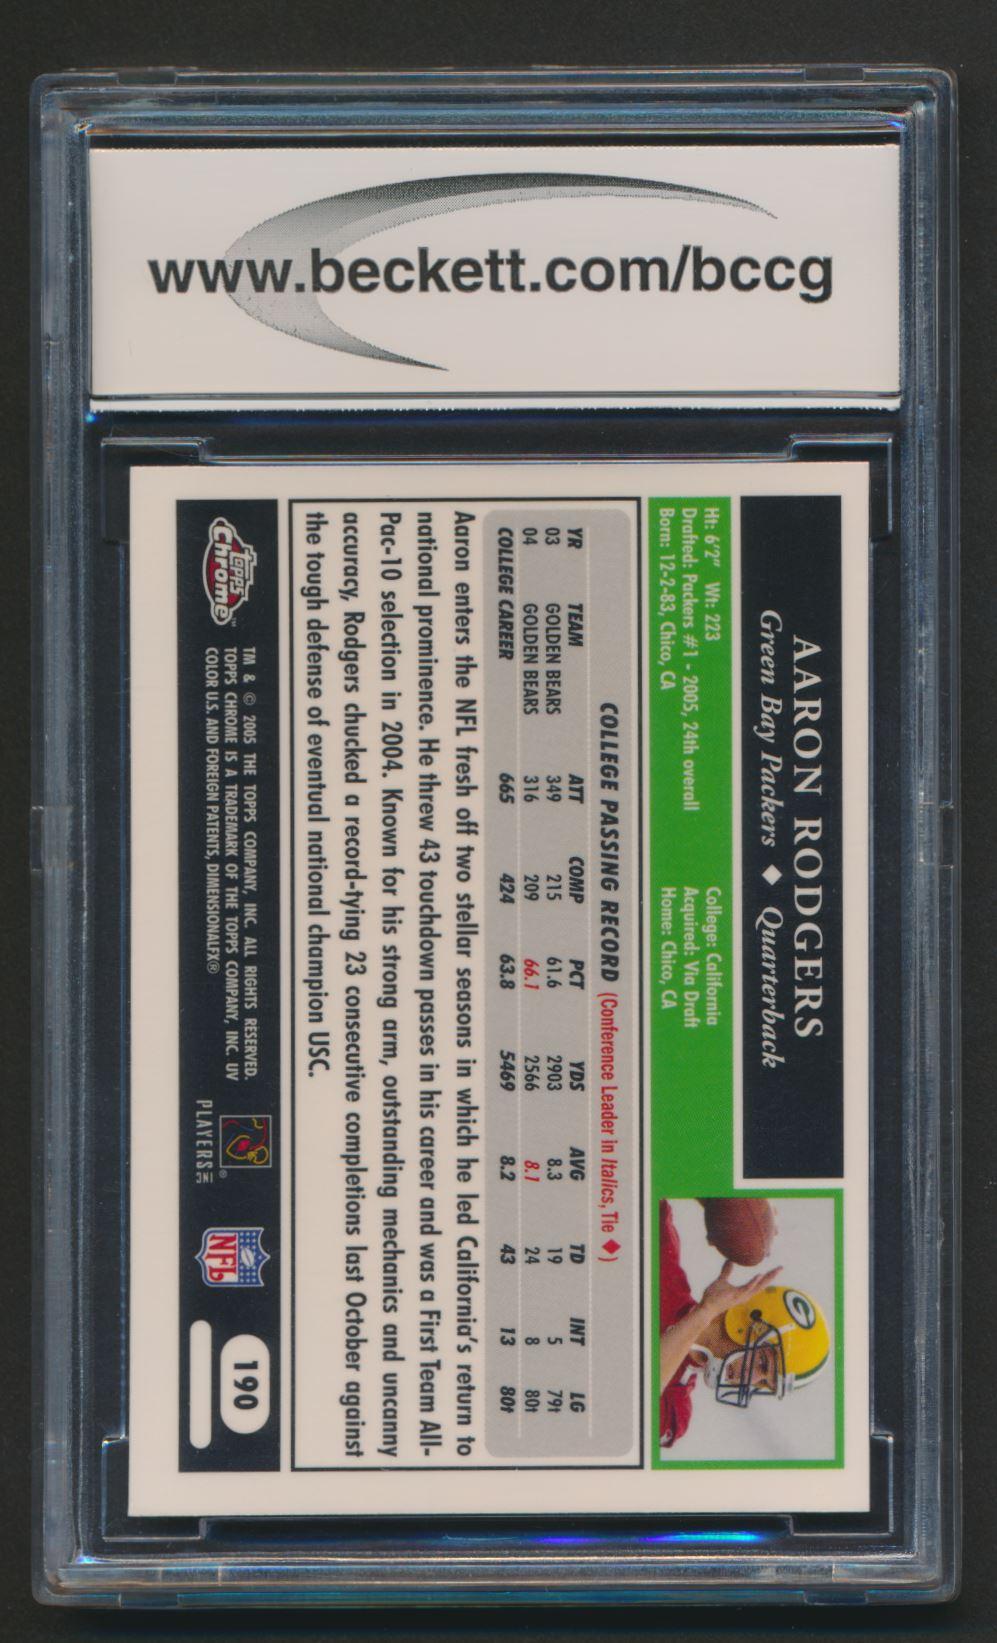 www.beckett.com/bccg
AARON RODGERS
Green Bay Packers ♦ Quarterback
Ht: 6'2" Wt: 223
College: California
Drafted: Packers #1 - 2005, 24th overall
Acquired: Via Draft
Born: 12-2-83, Chico, CA
Home: Chico, CA
COLLEGE PASSING RECORD (Conference Leader in Italics, Tie ♦)
YR TEAM ATT COMP PCT YDS AVG TD INT LG
03 GOLDEN BEARS 349 215 61.6 2903 8.3 19 5 79t
04 GOLDEN BEARS 316 209 66.1 2566 8.1 24 8 80t
COLLEGE CAREER 665 424 63.8 5469 8.2 43 13 80t
Aaron enters the NFL fresh off two stellar seasons in which he led California's return to
national prominence. He threw 43 touchdown passes in his career and was a First Team All-
Pac-10 selection in 2004. Known for his strong arm, outstanding mechanics and uncanny
accuracy, Rodgers chucked a record-tying 23 consecutive completions last October against
the tough defense of eventual national champion USC.
Topps Chrome™
TM & © 2005 THE TOPPS COMPANY, INC. ALL RIGHTS RESERVED.
TOPPS CHROME IS A TRADEMARK OF THE TOPPS COMPANY, INC. UV
COLOR U.S. AND FOREIGN PATENTS, DIMENSIONALFX®
PLAYERS INC
NFL
190
G